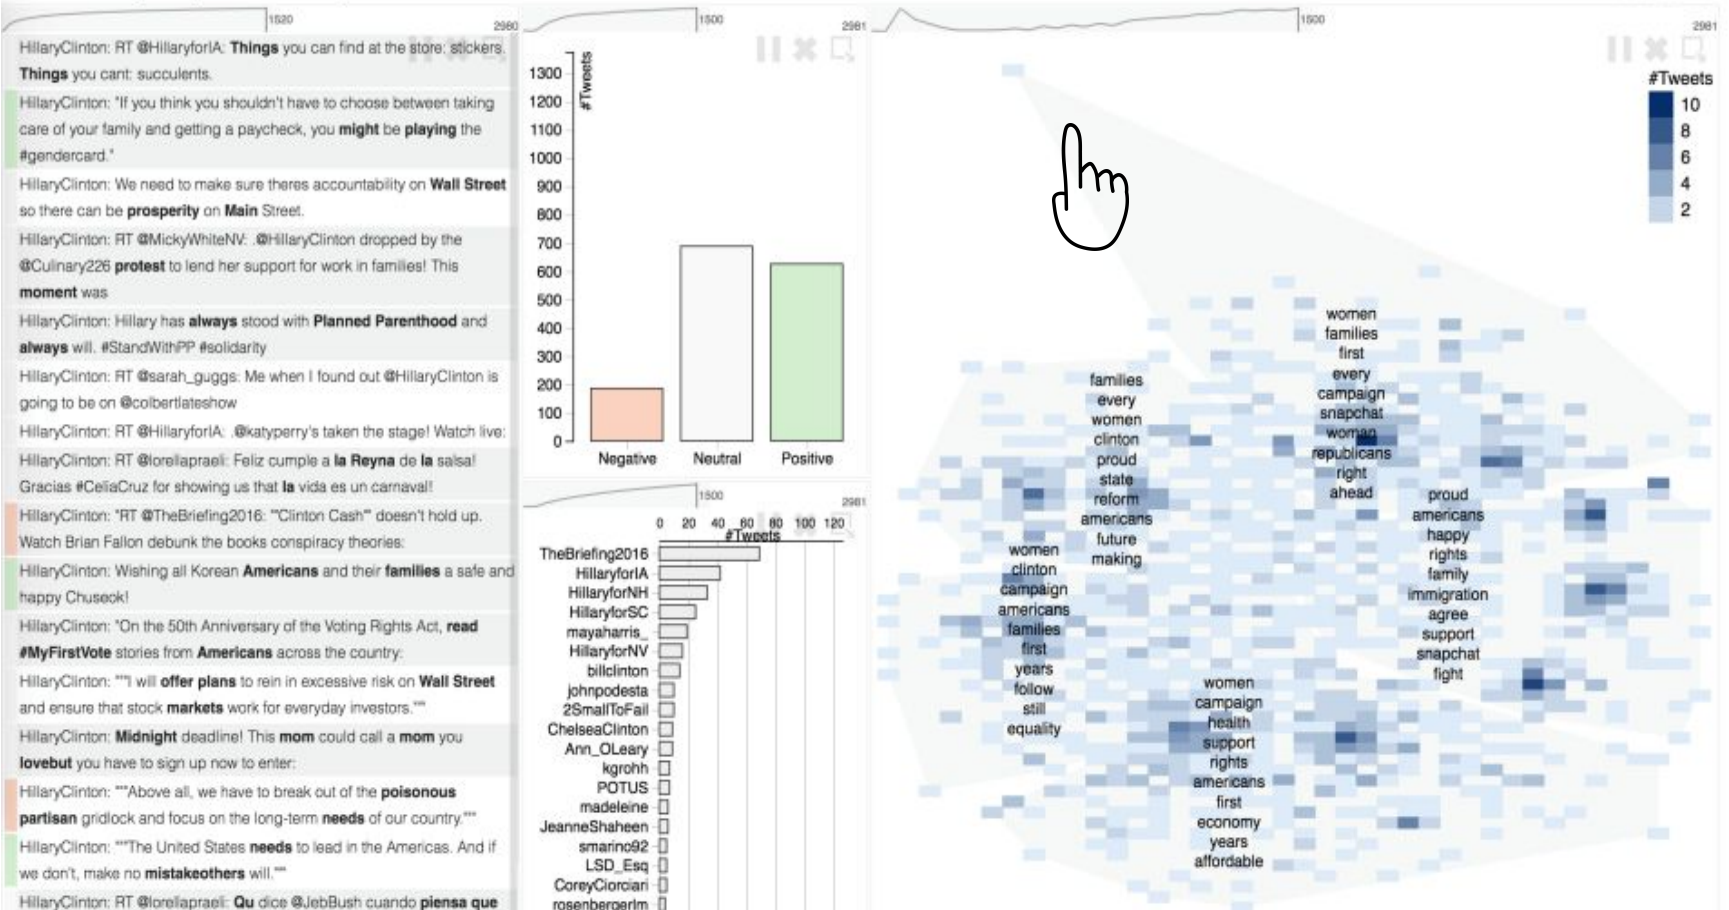 1520
2980
HillaryClinton: RT @HillaryforIA: Things you can find at the store: stickers.
Things you cant: succulents.
HillaryClinton: "If you think you shouldn't have to choose between taking
care of your family and getting a paycheck, you might be playing the
#gendercard."
HillaryClinton: We need to make sure theres accountability on Wall Street
so there can be prosperity on Main Street.
HillaryClinton: RT @MickyWhiteNV: .@HillaryClinton dropped by the
@Culinary226 protest to lend her support for work in families! This
moment was
HillaryClinton: Hillary has always stood with Planned Parenthood and
always will. #StandWithPP #solidarity
HillaryClinton: RT @sarah_guggs: Me when I found out @HillaryClinton is
going to be on @colbertlateshow
HillaryClinton: RT @HillaryforIA: .@katyperry's taken the stage! Watch live:
HillaryClinton: RT @lorellapraeli: Feliz cumple a la Reyna de la salsa!
Gracias #CeliaCruz for showing us that la vida es un carnaval!
HillaryClinton: "RT @TheBriefing2016: ""Clinton Cash"" doesn't hold up.
Watch Brian Fallon debunk the books conspiracy theories:
HillaryClinton: Wishing all Korean Americans and their families a safe and
happy Chuseok!
HillaryClinton: "On the 50th Anniversary of the Voting Rights Act, read
#MyFirstVote stories from Americans across the country:
HillaryClinton: """I will offer plans to rein in excessive risk on Wall Street
and ensure that stock markets work for everyday investors."""
HillaryClinton: Midnight deadline! This mom could call a mom you
lovebut you have to sign up now to enter:
HillaryClinton: """Above all, we have to break out of the poisonous
partisan gridlock and focus on the long-term needs of our country."""
HillaryClinton: """The United States needs to lead in the Americas. And if
we don't, make no mistakeothers will."""
HillaryClinton: RT @lorellapraeli: Qu dice @JebBush cuando piensa que
1500
2981
#Tweets
1300
1200
1100
1000
900
800
700
600
500
400
300
200
100
0
Negative Neutral Positive
1500
2981
0 20 40 60 80 100 120
#Tweets
TheBriefing2016
HillaryforIA
HillaryforNH
HillaryforSC
mayaharris_
HillaryforNV
billclinton
johnpodesta
2SmallToFail
ChelseaClinton
Ann_OLeary
kgrohh
POTUS
madeleine
JeanneShaheen
smarino92
LSD_Esq
CoreyCiorciari
rosenbergerlm
1500
2981
#Tweets
10
8
6
4
2
women
families
first
every
campaign
snapchat
woman
republicans
right
ahead
families
every
women
clinton
proud
state
reform
americans
future
making
proud
americans
happy
rights
family
immigration
agree
support
snapchat
fight
women
clinton
campaign
americans
families
first
years
follow
still
equality
women
campaign
health
support
rights
americans
first
economy
years
affordable